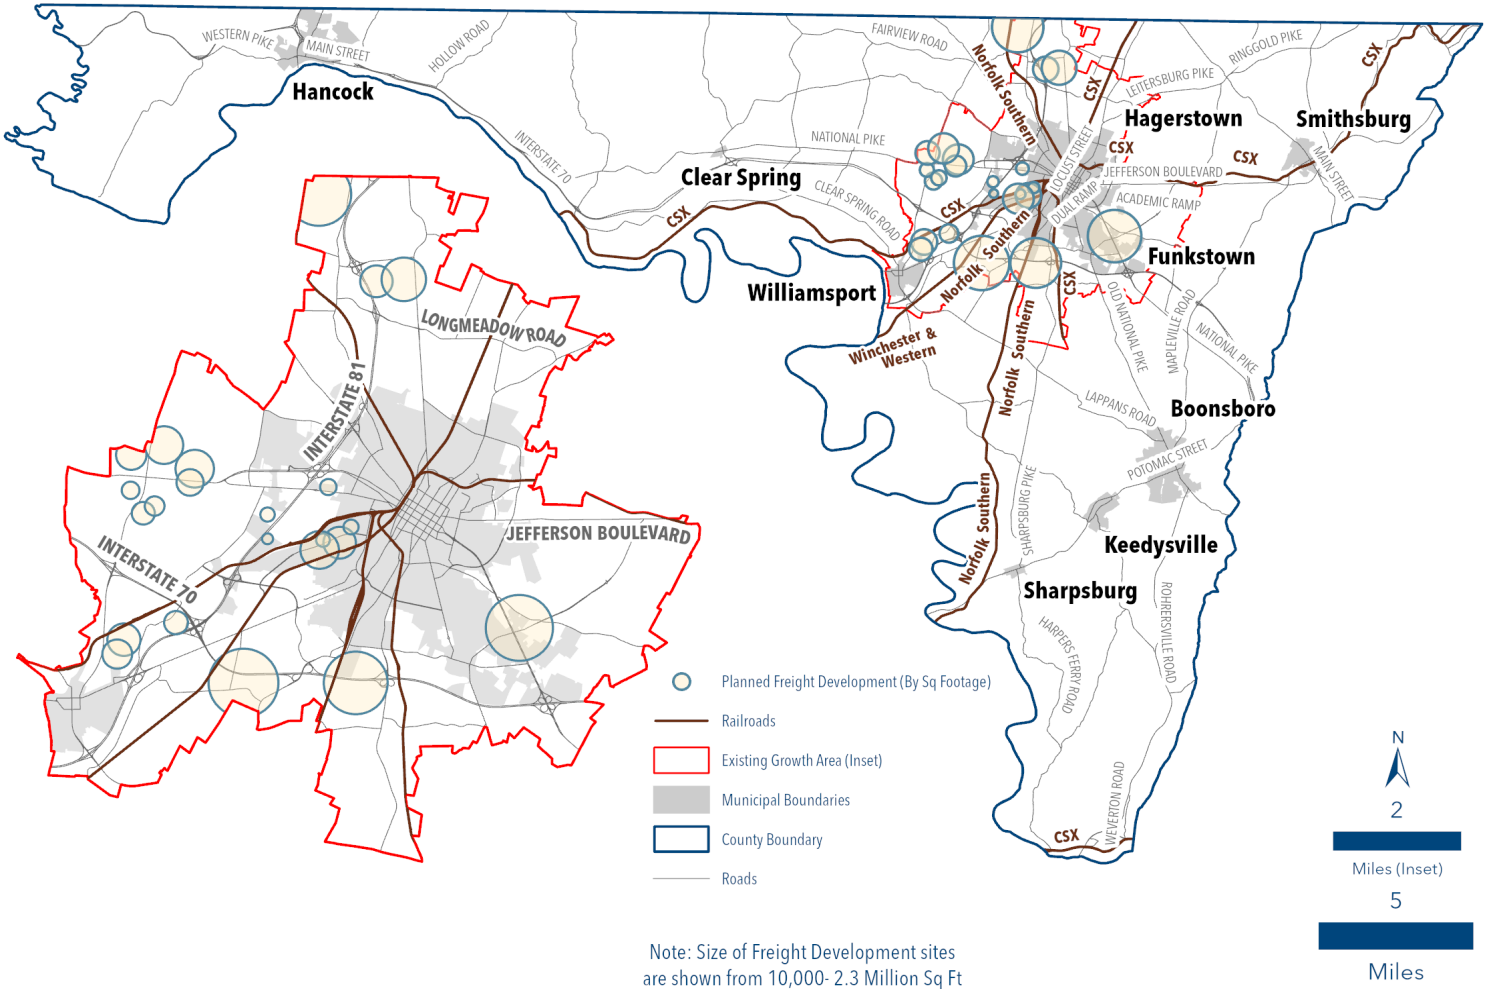 WESTERN PIKE
MAIN STREET
HOLLOW ROAD
Hancock
INTERSTATE 70
Clear Spring
NATIONAL PIKE
CLEAR SPRING ROAD
CSX
FAIRVIEW ROAD
Norfolk Southern
CSX
LEITERSBURG PIKE
RINGGOLD PIKE
CSX
Hagerstown
Smithsburg
CSX
LOCUST STREET
JEFFERSON BOULEVARD
CSX
MAIN STREET
DUAL RAMP
ACADEMIC RAMP
CSX
Norfolk Southern
Funkstown
CSX
Williamsport
Winchester &
Western
Norfolk Southern
OLD NATIONAL PIKE
MAPLEVILLE ROAD
NATIONAL PIKE
LAPPANS ROAD
Boonsboro
POTOMAC STREET
Norfolk Southern
SHARPSBURG PIKE
Keedysville
Sharpsburg
HARPERS FERRY ROAD
ROHRERSVILLE ROAD
WEVERTON ROAD
CSX
LONGMEADOW ROAD
INTERSTATE 81
JEFFERSON BOULEVARD
INTERSTATE 70
Planned Freight Development (By Sq Footage)
Railroads
Existing Growth Area (Inset)
Municipal Boundaries
County Boundary
Roads
Note: Size of Freight Development sites
are shown from 10,000- 2.3 Million Sq Ft
N
2
Miles (Inset)
5
Miles